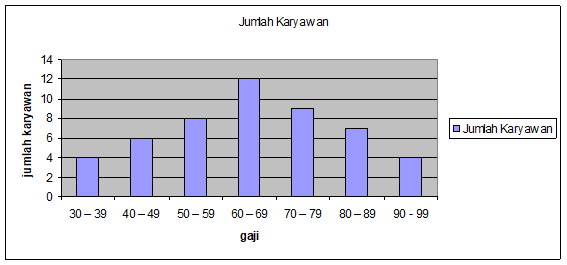 Jumlah Karyawan
14
12
10
8
6
4
2
0
jumlah karyawan
30 – 39 40 – 49 50 – 59 60 – 69 70 – 79 80 – 89 90 - 99
gaji
Jumlah Karyawan